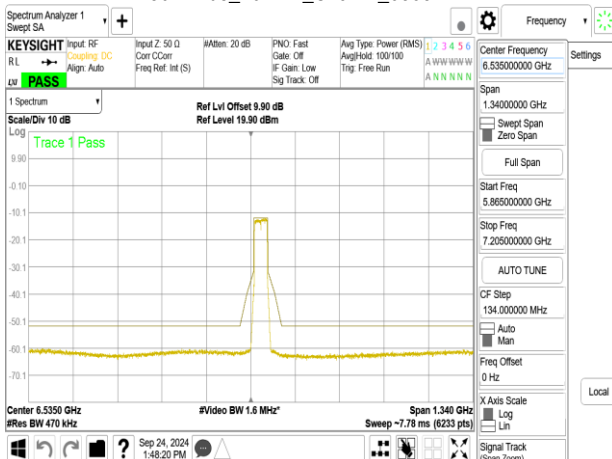 Spectrum Analyzer 1
Swept SA
Frequency
Settings
KEYSIGHT
RL
LXI
PASS
Input: RF
Coupling: DC
Align: Auto
Input Z: 50 Ω
Corr CCorr
Freq Ref: Int (S)
#Atten: 20 dB
PNO: Fast
Gate: Off
IF Gain: Low
Sig Track: Off
Avg Type: Power (RMS)
Avg|Hold: 100/100
Trig: Free Run
1 2 3 4 5 6
A W W W W W
A N N N N N
1 Spectrum
Scale/Div 10 dB
Ref Lvl Offset 9.90 dB
Ref Level 19.90 dBm
Log
Trace 1 Pass
9.90
-0.10
-10.1
-20.1
-30.1
-40.1
-50.1
-60.1
-70.1
Center 6.5350 GHz
#Res BW 470 kHz
#Video BW 1.6 MHz*
Span 1.340 GHz
Sweep ~7.78 ms (6233 pts)
Sep 24, 2024
1:48:20 PM
Center Frequency
6.535000000 GHz
Span
1.34000000 GHz
Swept Span
Zero Span
Full Span
Start Freq
5.865000000 GHz
Stop Freq
7.205000000 GHz
AUTO TUNE
CF Step
134.000000 MHz
Auto
Man
Freq Offset
0 Hz
X Axis Scale
Log
Lin
Signal Track
(Span Zoom)
Local